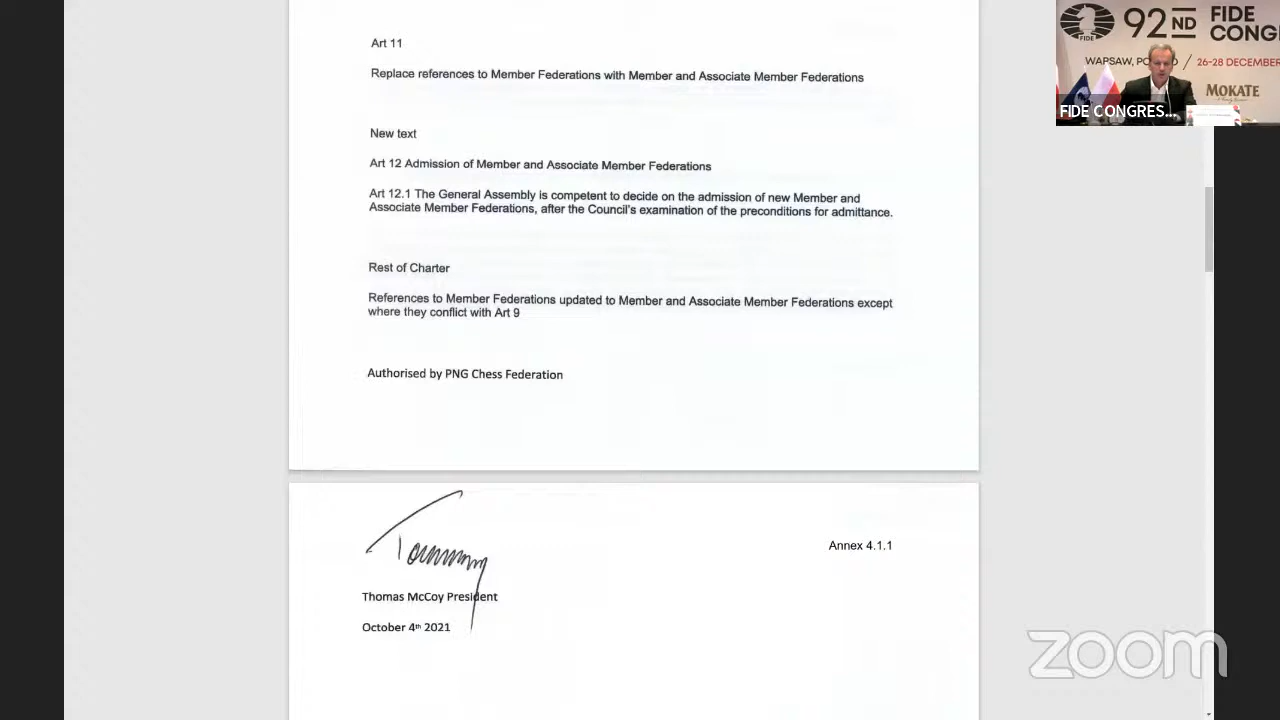 Art 11
Replace references to Member Federations with Member and Associate Member Federations
New text
Art 12 Admission of Member and Associate Member Federations
Art 12.1 The General Assembly is competent to decide on the admission of new Member and
Associate Member Federations, after the Council's examination of the preconditions for admittance.
Rest of Charter
References to Member Federations updated to Member and Associate Member Federations except
where they conflict with Art 9
Authorised by PNG Chess Federation
Tommy
Annex 4.1.1
Thomas McCoy President
October 4th 2021
FIDE
92ND
FIDE
CONG
26-28 DECEMBER
MOKATE
FIDE CONGRES...
zoom